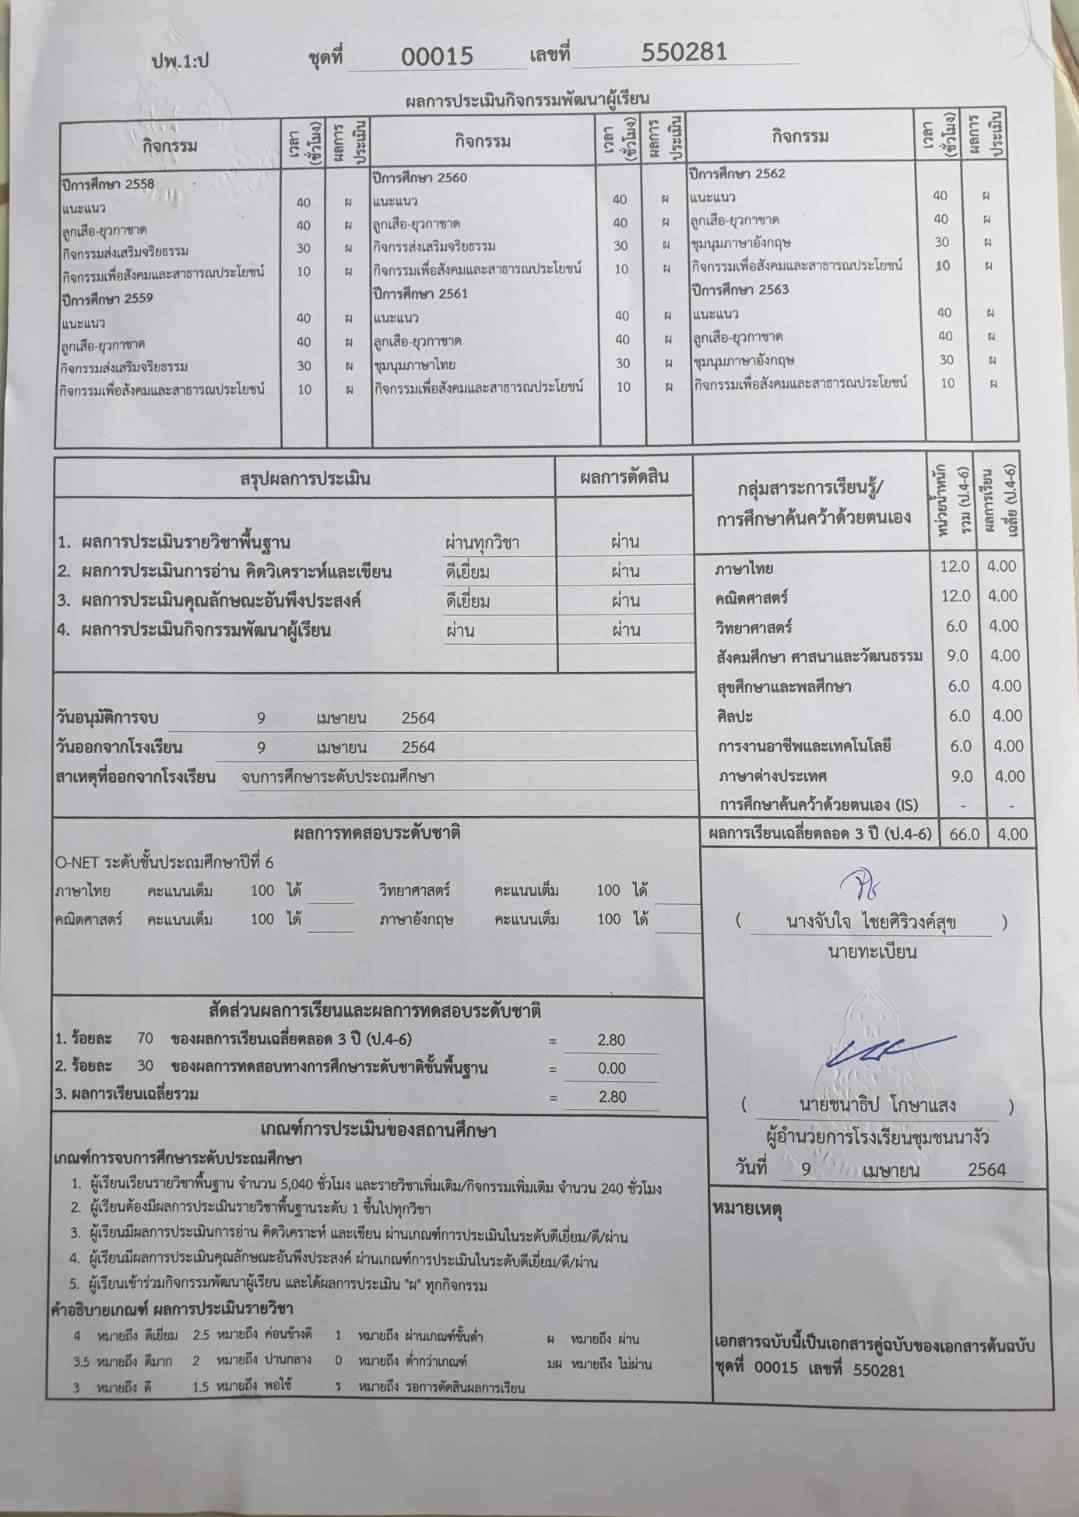 ปพ.1:ป ชุดที่ 00015 เลขที่ 550281
ผลการประเมินกิจกรรมพัฒนาผู้เรียน
กิจกรรม เวลา (ชั่วโมง) ผลการประเมิน กิจกรรม เวลา (ชั่วโมง) ผลการประเมิน กิจกรรม เวลา (ชั่วโมง) ผลการประเมิน
ปีการศึกษา 2558 ปีการศึกษา 2560 ปีการศึกษา 2562
แนะแนว 40 ผ แนะแนว 40 ผ แนะแนว 40 ผ
ลูกเสือ-ยุวกาชาด 40 ผ ลูกเสือ-ยุวกาชาด 40 ผ ลูกเสือ-ยุวกาชาด 40 ผ
กิจกรรมส่งเสริมจริยธรรม 30 ผ กิจกรรส่งเสริมจริยธรรม 30 ผ ชุมนุมภาษาอังกฤษ 30 ผ
กิจกรรมเพื่อสังคมและสาธารณประโยชน์ 10 ผ กิจกรรมเพื่อสังคมและสาธารณประโยชน์ 10 ผ กิจกรรมเพื่อสังคมและสาธารณประโยชน์ 10 ผ
ปีการศึกษา 2559 ปีการศึกษา 2561 ปีการศึกษา 2563
แนะแนว 40 ผ แนะแนว 40 ผ แนะแนว 40 ผ
ลูกเสือ-ยุวกาชาด 40 ผ ลูกเสือ-ยุวกาชาด 40 ผ ลูกเสือ-ยุวกาชาด 40 ผ
กิจกรรมส่งเสริมจริยธรรม 30 ผ ชุมนุมภาษาไทย 30 ผ ชุมนุมภาษาอังกฤษ 30 ผ
กิจกรรมเพื่อสังคมและสาธารณประโยชน์ 10 ผ กิจกรรมเพื่อสังคมและสาธารณประโยชน์ 10 ผ กิจกรรมเพื่อสังคมและสาธารณประโยชน์ 10 ผ
สรุปผลการประเมิน ผลการตัดสิน
1. ผลการประเมินรายวิชาพื้นฐาน ผ่านทุกวิชา ผ่าน
2. ผลการประเมินการอ่าน คิดวิเคราะห์และเขียน ดีเยี่ยม ผ่าน
3. ผลการประเมินคุณลักษณะอันพึงประสงค์ ดีเยี่ยม ผ่าน
4. ผลการประเมินกิจกรรมพัฒนาผู้เรียน ผ่าน ผ่าน
วันอนุมัติการจบ 9 เมษายน 2564
วันออกจากโรงเรียน 9 เมษายน 2564
สาเหตุที่ออกจากโรงเรียน จบการศึกษาระดับประถมศึกษา
ผลการทดสอบระดับชาติ
O-NET ระดับชั้นประถมศึกษาปีที่ 6
ภาษาไทย คะแนนเต็ม 100 ได้ วิทยาศาสตร์ คะแนนเต็ม 100 ได้
คณิตศาสตร์ คะแนนเต็ม 100 ได้ ภาษาอังกฤษ คะแนนเต็ม 100 ได้
สัดส่วนผลการเรียนและผลการทดสอบระดับชาติ
1. ร้อยละ 70 ของผลการเรียนเฉลี่ยตลอด 3 ปี (ป.4-6) = 2.80
2. ร้อยละ 30 ของผลการทดสอบทางการศึกษาระดับชาติขั้นพื้นฐาน = 0.00
3. ผลการเรียนเฉลี่ยรวม = 2.80
เกณฑ์การประเมินของสถานศึกษา
เกณฑ์การจบการศึกษาระดับประถมศึกษา
1. ผู้เรียนเรียนรายวิชาพื้นฐาน จำนวน 5,040 ชั่วโมง และรายวิชาเพิ่มเติม/กิจกรรมเพิ่มเติม จำนวน 240 ชั่วโมง
2. ผู้เรียนต้องมีผลการประเมินรายวิชาพื้นฐานระดับ 1 ขึ้นไปทุกวิชา
3. ผู้เรียนมีผลการประเมินการอ่าน คิดวิเคราะห์ และเขียน ผ่านเกณฑ์การประเมินในระดับดีเยี่ยม/ดี/ผ่าน
4. ผู้เรียนมีผลการประเมินคุณลักษณะอันพึงประสงค์ ผ่านเกณฑ์การประเมินในระดับดีเยี่ยม/ดี/ผ่าน
5. ผู้เรียนเข้าร่วมกิจกรรมพัฒนาผู้เรียน และได้ผลการประเมิน "ผ" ทุกกิจกรรม
คำอธิบายเกณฑ์ ผลการประเมินรายวิชา
4 หมายถึง ดีเยี่ยม 2.5 หมายถึง ค่อนข้างดี 1 หมายถึง ผ่านเกณฑ์ขั้นต่ำ ผ หมายถึง ผ่าน
3.5 หมายถึง ดีมาก 2 หมายถึง ปานกลาง 0 หมายถึง ต่ำกว่าเกณฑ์ มผ หมายถึง ไม่ผ่าน
3 หมายถึง ดี 1.5 หมายถึง พอใช้ ร หมายถึง รอการตัดสินผลการเรียน
กลุ่มสาระการเรียนรู้/ การศึกษาค้นคว้าด้วยตนเอง หน่วยน้ำหนักรวม (ป.4-6) ผลการเรียนเฉลี่ย (ป.4-6)
ภาษาไทย 12.0 4.00
คณิตศาสตร์ 12.0 4.00
วิทยาศาสตร์ 6.0 4.00
สังคมศึกษา ศาสนาและวัฒนธรรม 9.0 4.00
สุขศึกษาและพลศึกษา 6.0 4.00
ศิลปะ 6.0 4.00
การงานอาชีพและเทคโนโลยี 6.0 4.00
ภาษาต่างประเทศ 9.0 4.00
การศึกษาค้นคว้าด้วยตนเอง (IS) - -
ผลการเรียนเฉลี่ยตลอด 3 ปี (ป.4-6) 66.0 4.00
( นางจับใจ ไชยศิริวงค์สุข )
นายทะเบียน
( นายชนาธิป โกษาแสง )
ผู้อำนวยการโรงเรียนชุมชนนางัว
วันที่ 9 เมษายน 2564
หมายเหตุ
เอกสารฉบับนี้เป็นเอกสารคู่ฉบับของเอกสารต้นฉบับ
ชุดที่ 00015 เลขที่ 550281